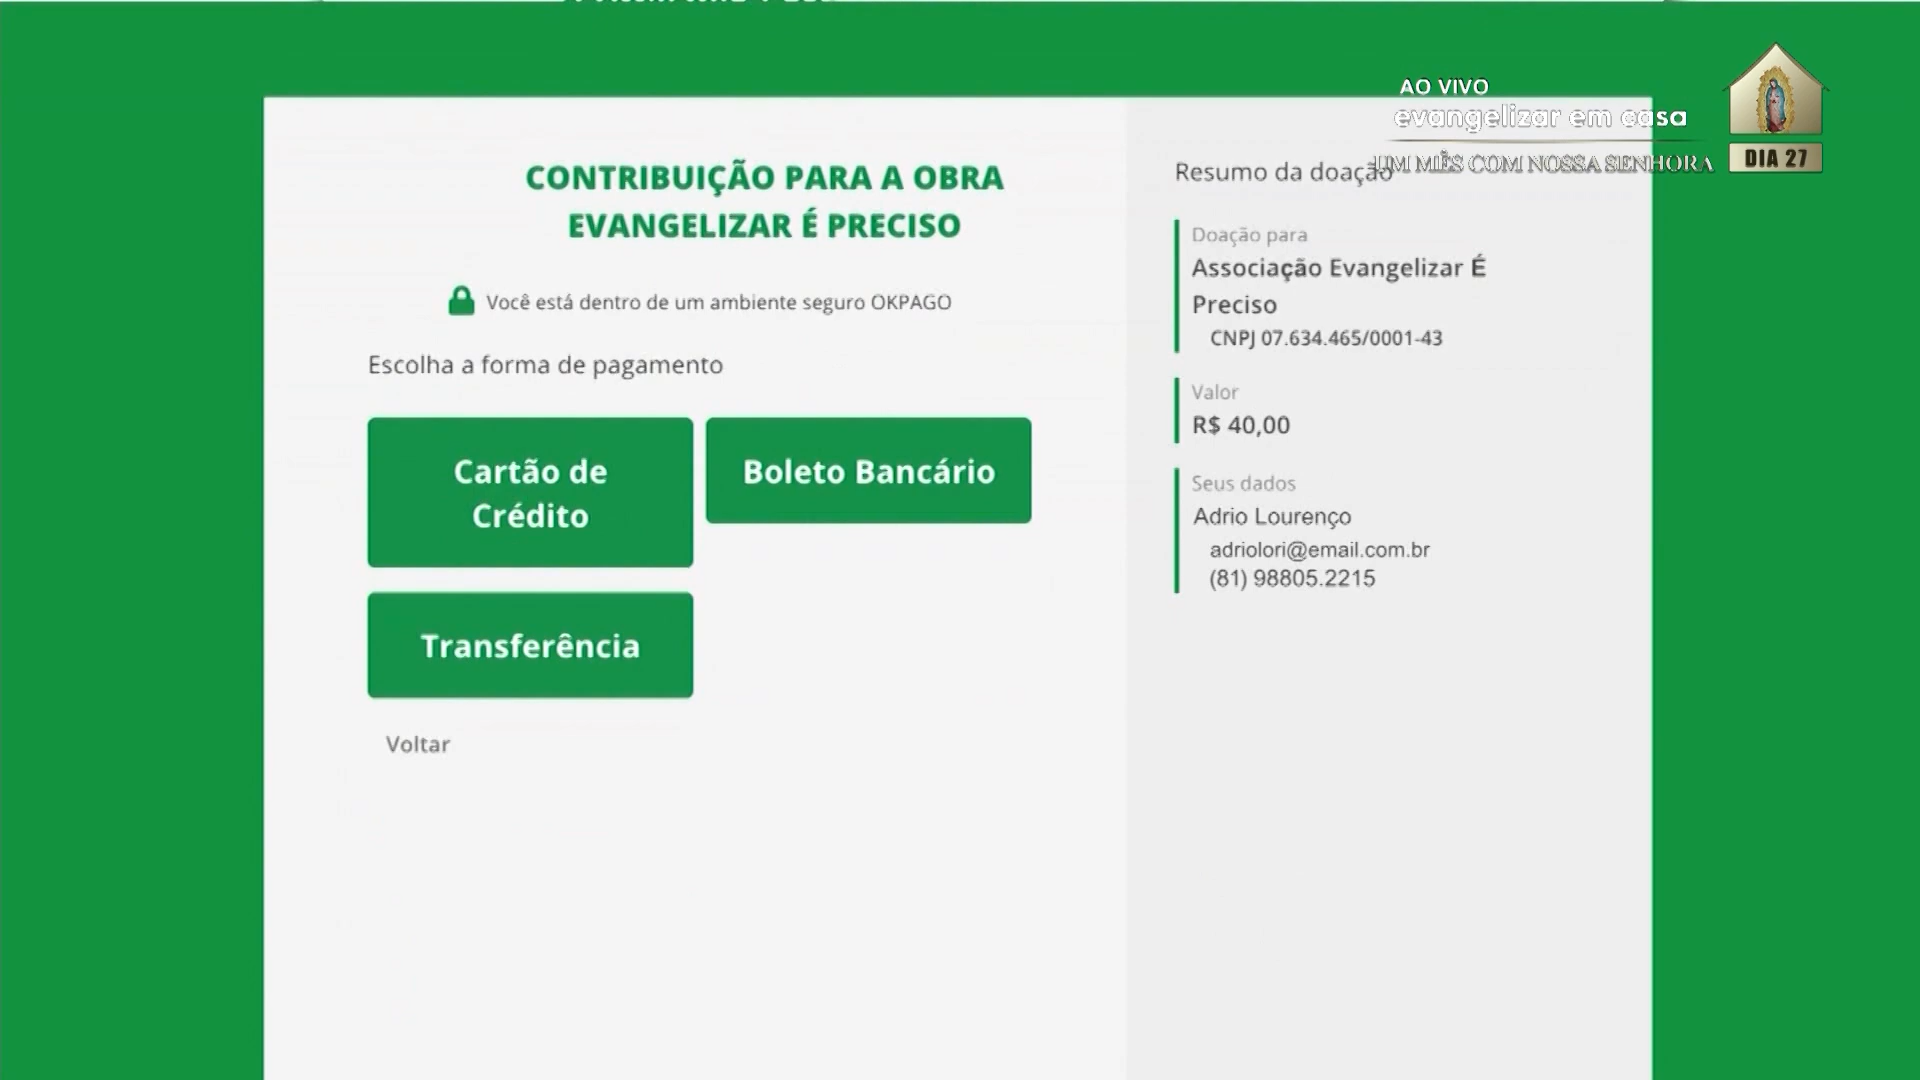 CONTRIBUIÇÃO PARA A OBRA
EVANGELIZAR É PRECISO
Você está dentro de um ambiente seguro OKPAGO
Escolha a forma de pagamento
Cartão de
Crédito
Boleto Bancário
Transferência
Voltar
AO VIVO
evangelizar em casa
UM MÊS COM NOSSA SENHORA
DIA 27
Resumo da doação
Doação para
Associação Evangelizar É
Preciso
CNPJ 07.634.465/0001-43
Valor
R$ 40,00
Seus dados
Adrio Lourenço
adriolori@email.com.br
(81) 98805.2215